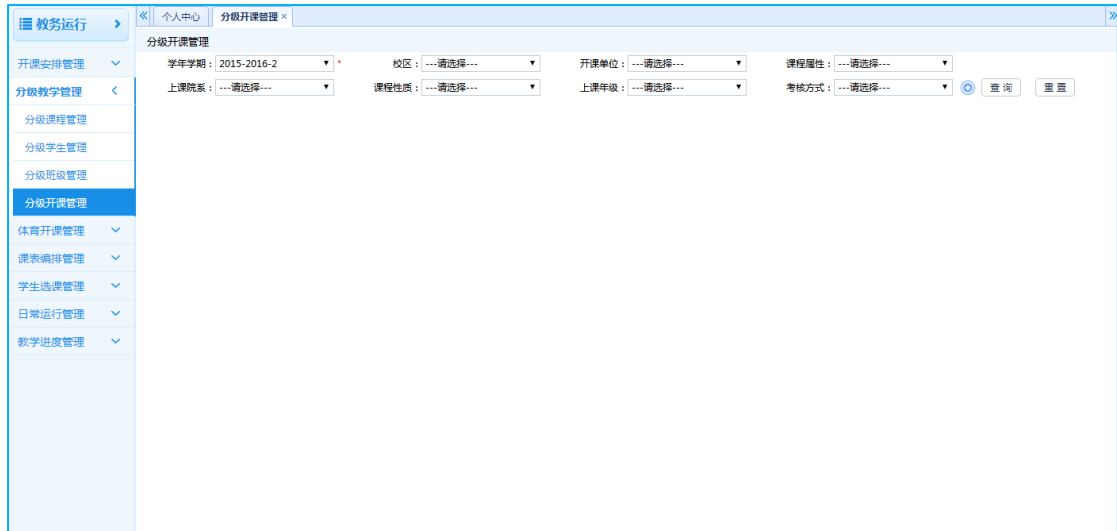 教务运行
个人中心 分级开课管理 ×
分级开课管理
学年学期： 2015-2016-2 * 校区： ---请选择--- 开课单位： ---请选择--- 课程属性： ---请选择---
上课院系： ---请选择--- 课程性质： ---请选择--- 上课年级： ---请选择--- 考核方式： ---请选择--- 查 询 重 置
开课安排管理
分级教学管理
分级课程管理
分级学生管理
分级班级管理
分级开课管理
体育开课管理
课表编排管理
学生选课管理
日常运行管理
教学进度管理